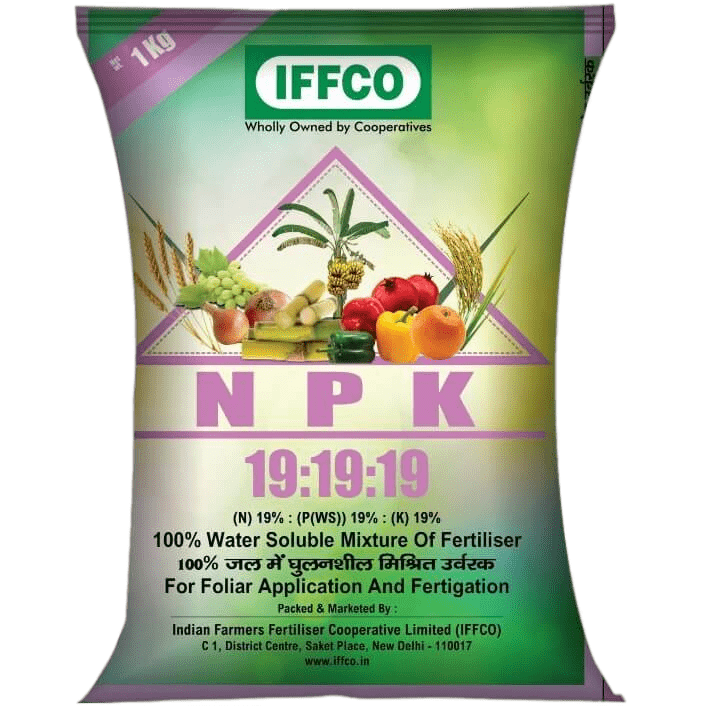 1 Kg
IFFCO
Wholly Owned by Cooperatives
उर्वरक
N P K
19:19:19
(N) 19% : (P(WS)) 19% : (K) 19%
100% Water Soluble Mixture Of Fertiliser
100% जल में घुलनशील मिश्रित उर्वरक
For Foliar Application And Fertigation
Packed & Marketed By :
Indian Farmers Fertiliser Cooperative Limited (IFFCO)
C 1, District Centre, Saket Place, New Delhi - 110017
www.iffco.in